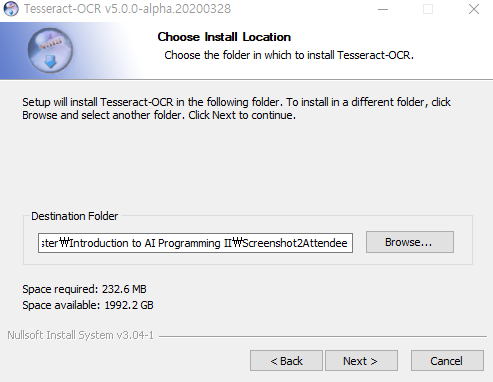 Tesseract-OCR v5.0.0-alpha.20200328
Choose Install Location
Choose the folder in which to install Tesseract-OCR.
Setup will install Tesseract-OCR in the following folder. To install in a different folder, click
Browse and select another folder. Click Next to continue.
Destination Folder
ster₩Introduction to AI Programming II₩Screenshot2Attendee
Browse...
Space required: 232.6 MB
Space available: 1992.2 GB
Nullsoft Install System v3.04-1
< Back
Next >
Cancel